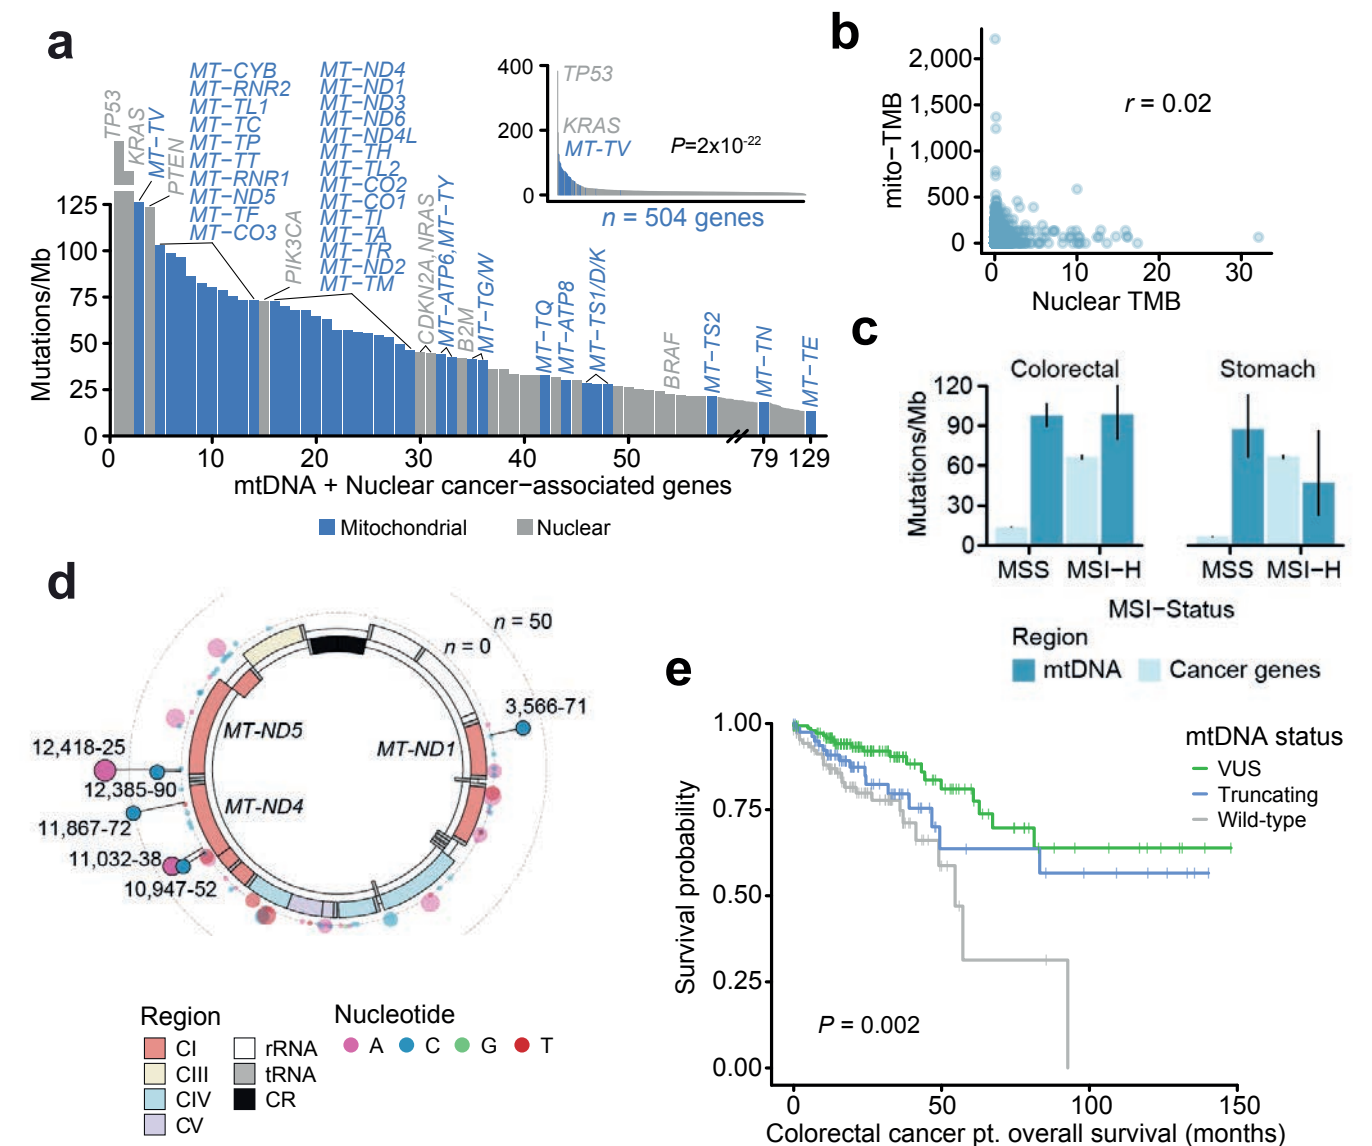 a
TP53
KRAS
MT−TV
PTEN
MT−CYB
MT−RNR2
MT−TL1
MT−TC
MT−TP
MT−TT
MT−RNR1
MT−ND5
MT−TF
MT−CO3
PIK3CA
MT−ND4
MT−ND1
MT−ND3
MT−ND6
MT−ND4L
MT−TH
MT−TL2
MT−CO2
MT−CO1
MT−TI
MT−TA
MT−TR
MT−ND2
MT−TM
CDKN2A,NRAS
MT−ATP6,MT−TY
B2M
MT−TG/W
MT−TQ
MT−ATP8
MT−TS1/D/K
BRAF
MT−TS2
MT−TN
MT−TE
400
200
0
TP53
KRAS
MT-TV
P=2x10-22
n = 504 genes
Mutations/Mb
125
100
75
50
25
0
0 10 20 30 40 50 79 129
mtDNA + Nuclear cancer−associated genes
Mitochondrial Nuclear
b
mito−TMB
2,000
1,500
1,000
500
0
r = 0.02
0 10 20 30
Nuclear TMB
c
Colorectal Stomach
Mutations/Mb
120
90
60
30
0
MSS MSI−H MSS MSI−H
MSI−Status
Region
mtDNA Cancer genes
d
n = 50
n = 0
3,566-71
MT-ND5
MT-ND1
12,418-25
12,385-90
MT-ND4
11,867-72
11,032-38
10,947-52
Region
CI
CIII
CIV
CV
rRNA
tRNA
CR
Nucleotide
A C G T
e
Survival probability
1.00
0.75
0.50
0.25
0.00
mtDNA status
VUS
Truncating
Wild-type
P = 0.002
0 50 100 150
Colorectal cancer pt. overall survival (months)